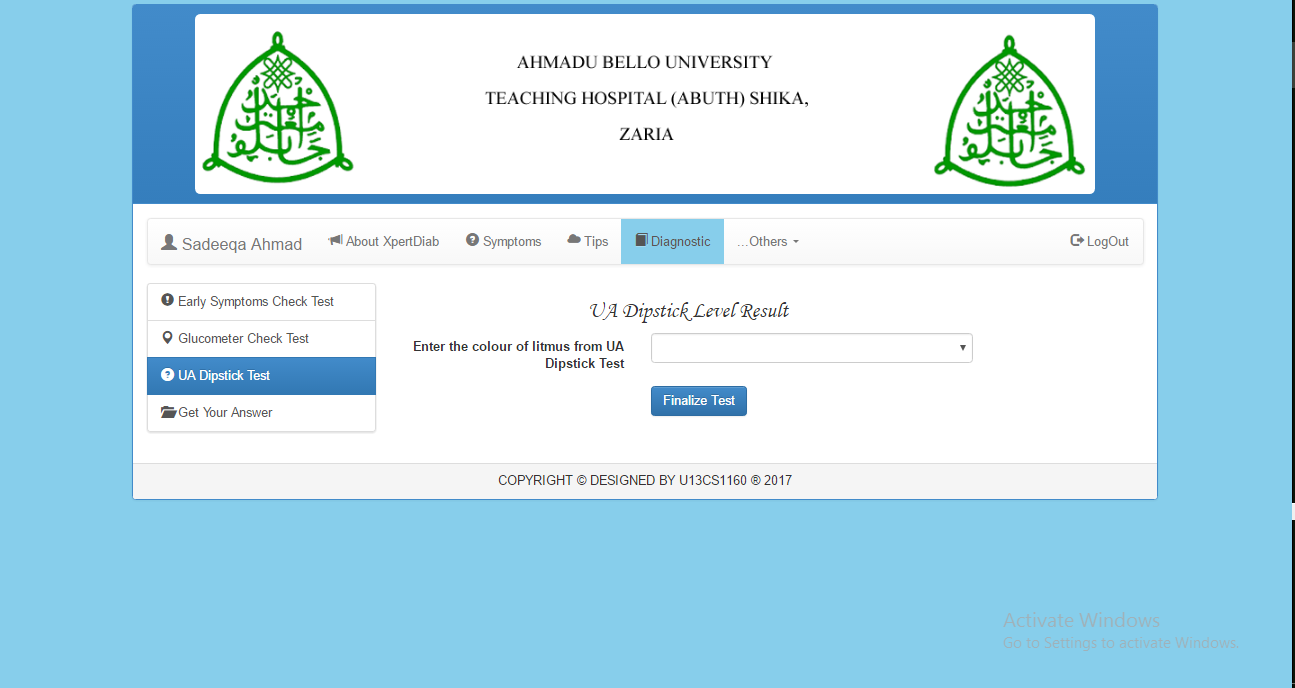 AHMADU BELLO UNIVERSITY
TEACHING HOSPITAL (ABUTH) SHIKA,
ZARIA
Sadeeqa Ahmad About XpertDiab Symptoms Tips Diagnostic ...Others LogOut
Early Symptoms Check Test
Glucometer Check Test
UA Dipstick Test
Get Your Answer
UA Dipstick Level Result
Enter the colour of litmus from UA
Dipstick Test
Finalize Test
COPYRIGHT © DESIGNED BY U13CS1160 ® 2017
Activate Windows
Go to Settings to activate Windows.